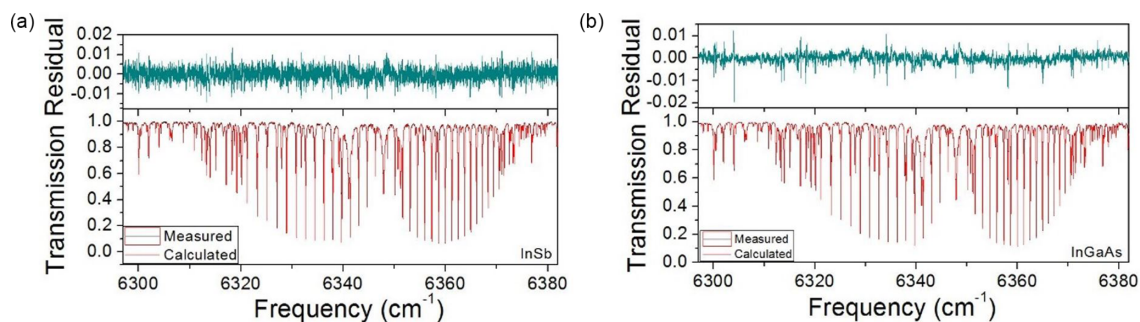 (a)
0.02
0.01
0.00
-0.01
1.0
0.8
0.6
0.4
0.2
0.0
Transmission Residual
Measured
Calculated
InSb
6300
6320
6340
6360
6380
Frequency (cm-1)
(b)
0.01
0.00
-0.01
-0.02
1.0
0.8
0.6
0.4
0.2
0.0
Transmission Residual
Measured
Calculated
InGaAs
6300
6320
6340
6360
6380
Frequency (cm-1)